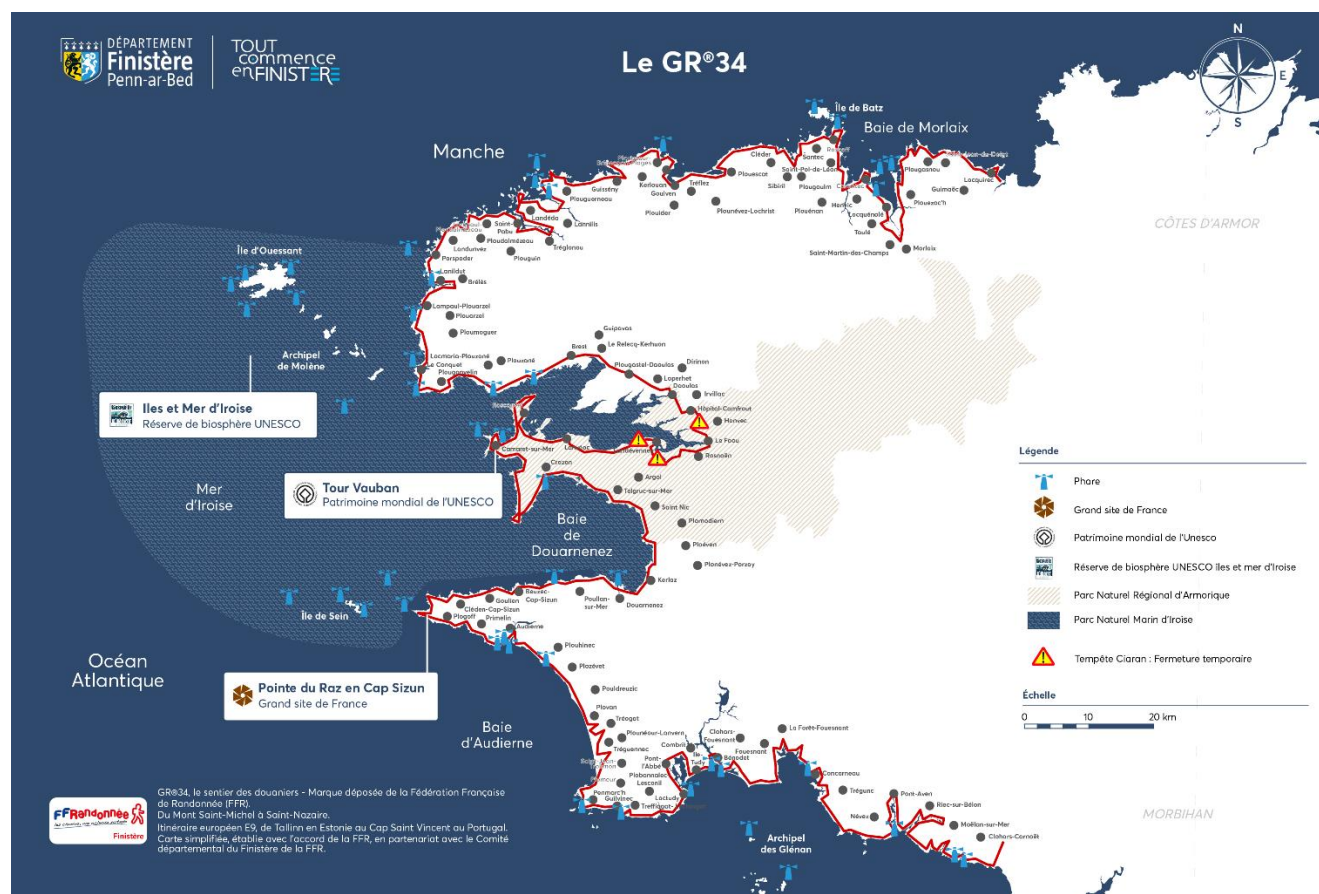 DÉPARTEMENT
Finistère
Penn-ar-Bed
TOUT
commence
enFINISTÈRE
Le GR®34
N
E
S
O
Île de Batz
Baie de Morlaix
Manche
CÔTES D'ARMOR
Roscoff
Santec
Cléder
Saint-Pol-de-Léon
Sibiril
Plougoulm
Plouescat
Plouénan
Plounévez-Lochrist
Tréflez
Goulven
Kerlouan
Plouider
Guissény
Plouguerneau
Landéda
Lannilis
Saint-
Pabu
Tréglonou
Ploudalmézeau
Plouguin
Landunvez
Porspoder
Lanildut
Brélès
Lampaul-Plouarzel
Plouarzel
Ploumoguer
Locmaria-Plouzané
Le Conquet
Plougonvelin
Plouzané
Brest
Guipavas
Le Relecq-Kerhuon
Plougastel-Daoulas
Dirinon
Loperhet
Daoulas
Irvillac
Hôpital-Camfrout
Hanvec
Le Faou
Rosnoën
Plougasnou
Guimaëc
Locquirec
Plouezoc'h
Henvic
Locquénolé
Taulé
Saint-Martin-des-Champs
Morlaix
Île d'Ouessant
Archipel
de Molène
Iles et Mer d'Iroise
Réserve de biosphère UNESCO
Mer
d'Iroise
Tour Vauban
Patrimoine mondial de l'UNESCO
Camaret-sur-Mer
Crozon
Argol
Telgruc-sur-Mer
Saint Nic
Plomodiern
Ploéven
Plonévez-Porzay
Kerlaz
Baie
de
Douarnenez
Douarnenez
Poullan-
sur-Mer
Beuzec-
Cap-Sizun
Goulien
Cléden-Cap-Sizun
Primelin
Plogoff
Audierne
Île de Sein
Océan
Atlantique
Pointe du Raz en Cap Sizun
Grand site de France
Baie
d'Audierne
Plouhinec
Plozévet
Pouldreuzic
Plovan
Tréogat
Plounéour-Lanvern
Tréguennec
Penmarc'h
Guilvinec
Treffiagat
Plobannalec
Lesconil
Loctudy
Pont-
l'Abbé
Combrit
Ile-
Tudy
Bénodet
Clohars-
Fouesnant
Fouesnant
La Forêt-Fouesnant
Concarneau
Trégunc
Névez
Pont-Aven
Riec-sur-Bélon
Moëlan-sur-Mer
Clohars-Carnoët
Archipel
des Glénan
MORBIHAN
Légende
Phare
Grand site de France
Patrimoine mondial de l'Unesco
Réserve de biosphère UNESCO Iles et mer d'Iroise
Parc Naturel Régional d'Armorique
Parc Naturel Marin d'Iroise
Tempête Ciaran : Fermeture temporaire
Échelle
0 10 20 km
FFRandonnée
Finistère
GR®34, le sentier des douaniers - Marque déposée de la Fédération Française
de Randonnée (FFR).
Du Mont Saint-Michel à Saint-Nazaire.
Itinéraire européen E9, de Tallinn en Estonie au Cap Saint Vincent au Portugal.
Carte simplifiée, établie avec l'accord de la FFR, en partenariat avec le Comité
départemental du Finistère de la FFR.